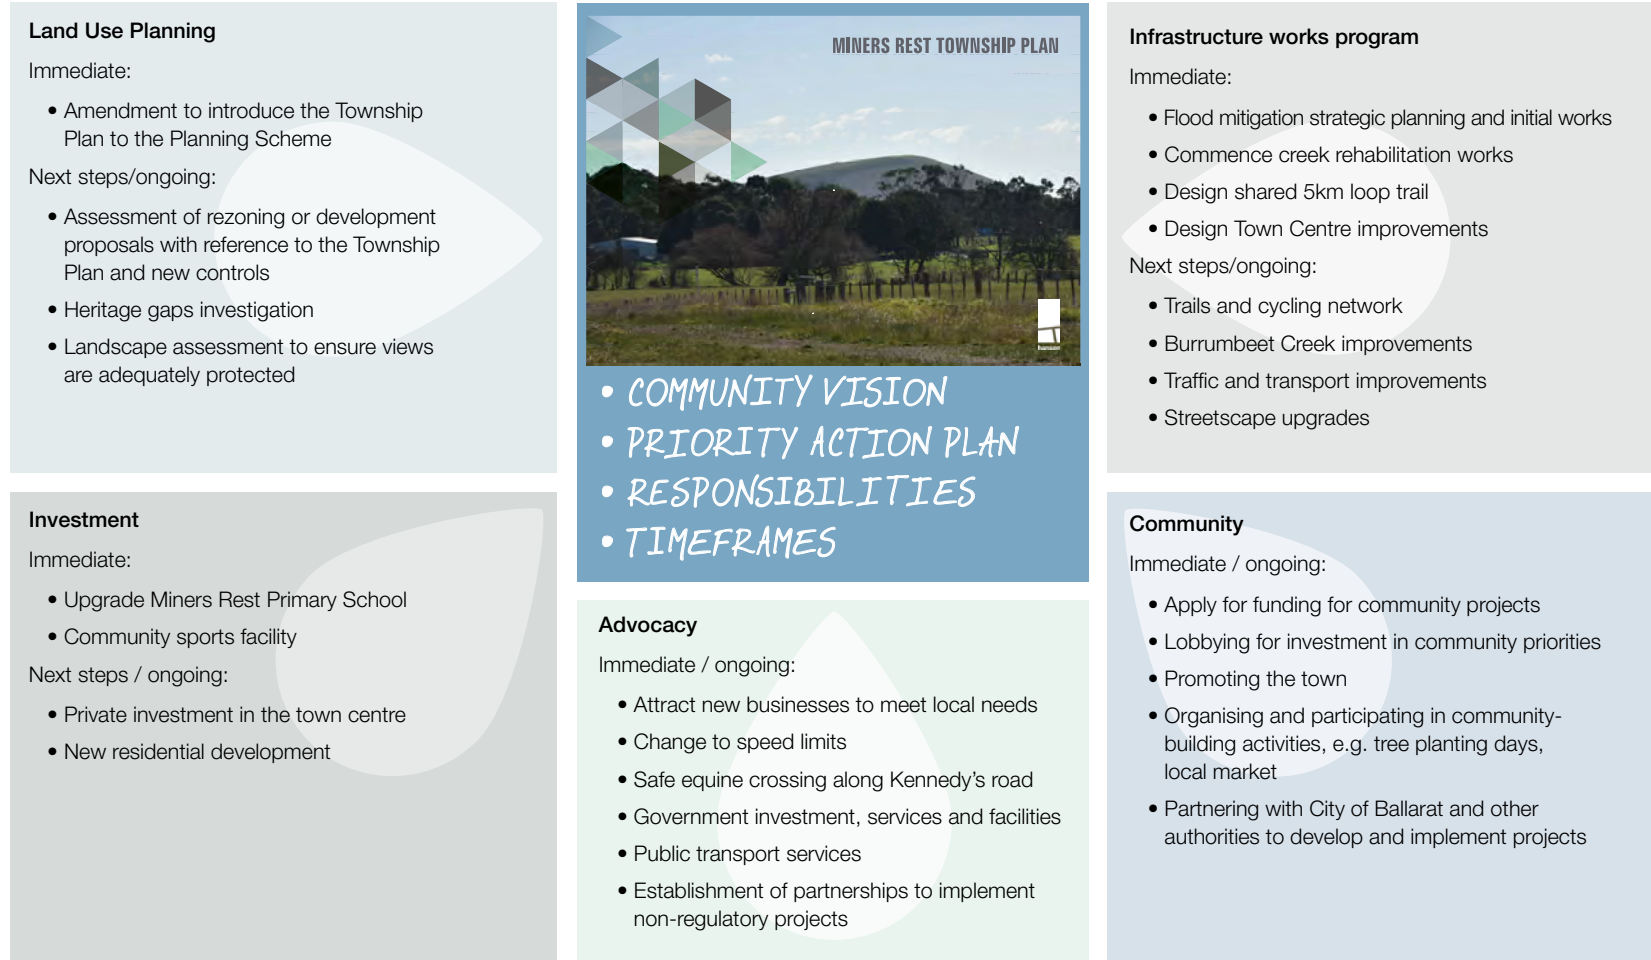 Land Use Planning
Immediate:
• Amendment to introduce the Township
Plan to the Planning Scheme
Next steps/ongoing:
• Assessment of rezoning or development
proposals with reference to the Township
Plan and new controls
• Heritage gaps investigation
• Landscape assessment to ensure views
are adequately protected
Investment
Immediate:
• Upgrade Miners Rest Primary School
• Community sports facility
Next steps / ongoing:
• Private investment in the town centre
• New residential development
MINERS REST TOWNSHIP PLAN
• COMMUNITY VISION
• PRIORITY ACTION PLAN
• RESPONSIBILITIES
• TIMEFRAMES
Advocacy
Immediate / ongoing:
• Attract new businesses to meet local needs
• Change to speed limits
• Safe equine crossing along Kennedy's road
• Government investment, services and facilities
• Public transport services
• Establishment of partnerships to implement
non-regulatory projects
Infrastructure works program
Immediate:
• Flood mitigation strategic planning and initial works
• Commence creek rehabilitation works
• Design shared 5km loop trail
• Design Town Centre improvements
Next steps/ongoing:
• Trails and cycling network
• Burrumbeet Creek improvements
• Traffic and transport improvements
• Streetscape upgrades
Community
Immediate / ongoing:
• Apply for funding for community projects
• Lobbying for investment in community priorities
• Promoting the town
• Organising and participating in community-
building activities, e.g. tree planting days,
local market
• Partnering with City of Ballarat and other
authorities to develop and implement projects